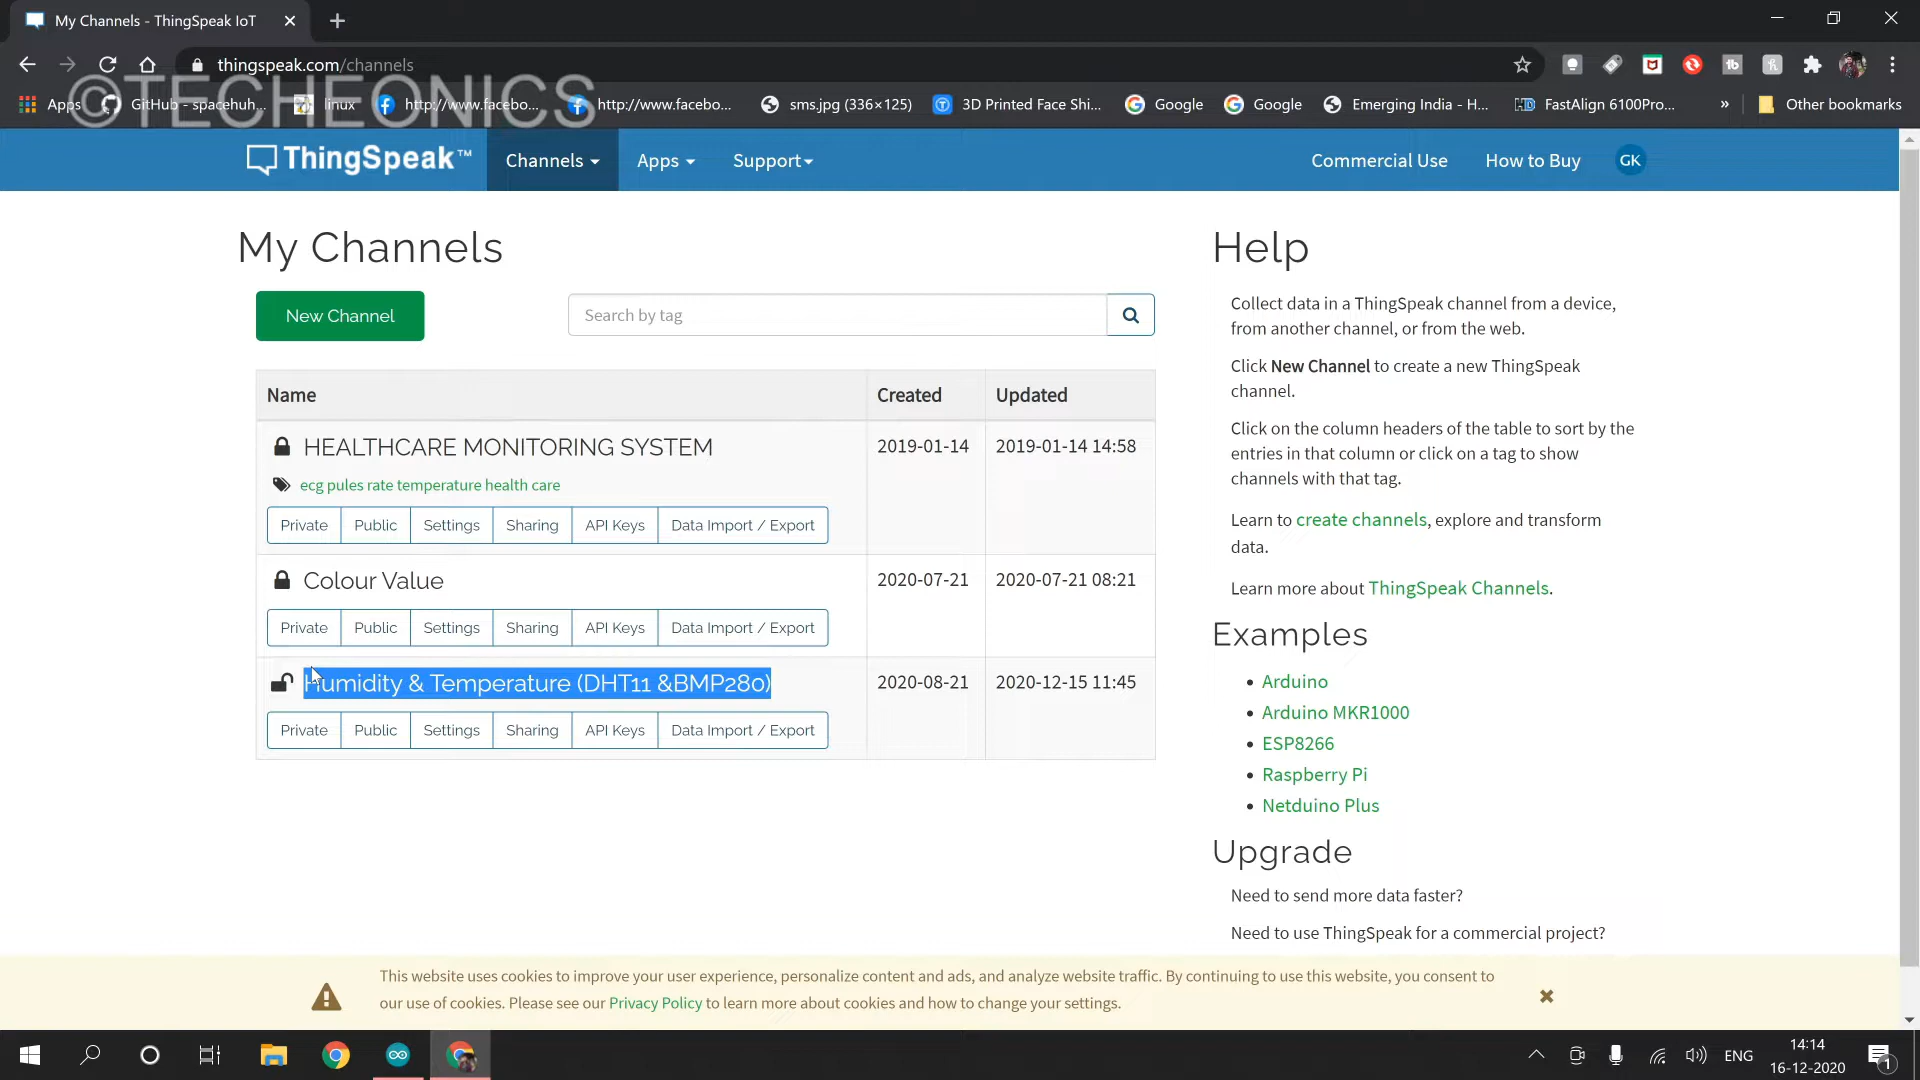 My Channels - ThingSpeak IoT
thingspeak.com/channels
©TECHEONICS
Apps GitHub - spacehuh... linux http://www.facebo... http://www.facebo... sms.jpg (336×125) 3D Printed Face Shi... Google Google Emerging India - H... FastAlign 6100Pro... » Other bookmarks
ThingSpeak™ Channels Apps Support Commercial Use How to Buy GK
My Channels
New Channel
Search by tag
Name Created Updated
HEALTHCARE MONITORING SYSTEM 2019-01-14 2019-01-14 14:58
ecg pules rate temperature health care
Private Public Settings Sharing API Keys Data Import / Export
Colour Value 2020-07-21 2020-07-21 08:21
Private Public Settings Sharing API Keys Data Import / Export
Humidity & Temperature (DHT11 &BMP280) 2020-08-21 2020-12-15 11:45
Private Public Settings Sharing API Keys Data Import / Export
Help
Collect data in a ThingSpeak channel from a device,
from another channel, or from the web.
Click New Channel to create a new ThingSpeak
channel.
Click on the column headers of the table to sort by the
entries in that column or click on a tag to show
channels with that tag.
Learn to create channels, explore and transform
data.
Learn more about ThingSpeak Channels.
Examples
Arduino
Arduino MKR1000
ESP8266
Raspberry Pi
Netduino Plus
Upgrade
Need to send more data faster?
Need to use ThingSpeak for a commercial project?
This website uses cookies to improve your user experience, personalize content and ads, and analyze website traffic. By continuing to use this website, you consent to
our use of cookies. Please see our Privacy Policy to learn more about cookies and how to change your settings.
ENG
14:14
16-12-2020
1